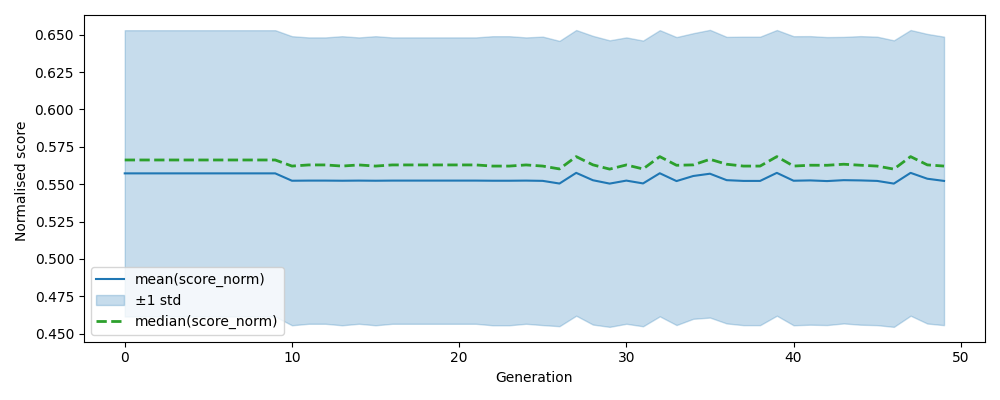 0.650
0.625
0.600
0.575
0.550
0.525
0.500
0.475
0.450
Normalised score
mean(score_norm)
±1 std
median(score_norm)
0 10 20 30 40 50
Generation